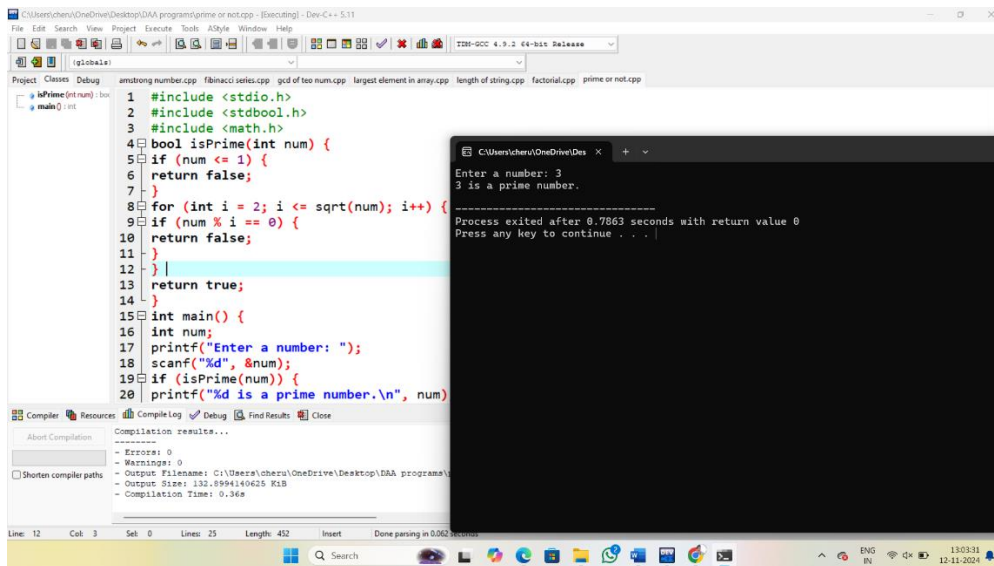 C:\Users\cheru\OneDrive\Desktop\DAA programs\prime or not.cpp - [Executing] - Dev-C++ 5.11
File Edit Search View Project Execute Tools AStyle Window Help
TDM-GCC 4.9.2 64-bit Release
(globals)
Project Classes Debug
amstrong number.cpp fibinacci series.cpp gcd of teo num.cpp largest element in array.cpp length of string.cpp factorial.cpp prime or not.cpp
isPrime (int num) : boo
main () : int
1 #include <stdio.h>
2 #include <stdbool.h>
3 #include <math.h>
4 bool isPrime(int num) {
5 if (num <= 1) {
6 return false;
7 }
8 for (int i = 2; i <= sqrt(num); i++) {
9 if (num % i == 0) {
10 return false;
11 }
12 }
13 return true;
14 }
15 int main() {
16 int num;
17 printf("Enter a number: ");
18 scanf("%d", &num);
19 if (isPrime(num)) {
20 printf("%d is a prime number.\n", num)
C:\Users\cheru\OneDrive\Des
Enter a number: 3
3 is a prime number.
--------------------------------
Process exited after 0.7863 seconds with return value 0
Press any key to continue . . .
Compiler Resources Compile Log Debug Find Results Close
Abort Compilation
Shorten compiler paths
Compilation results...
--------
- Errors: 0
- Warnings: 0
- Output Filename: C:\Users\cheru\OneDrive\Desktop\DAA programs\
- Output Size: 132.8994140625 KiB
- Compilation Time: 0.36s
Line: 12 Col: 3 Sel: 0 Lines: 25 Length: 452 Insert Done parsing in 0.062 seconds
Search
ENG
IN
13:03:31
12-11-2024